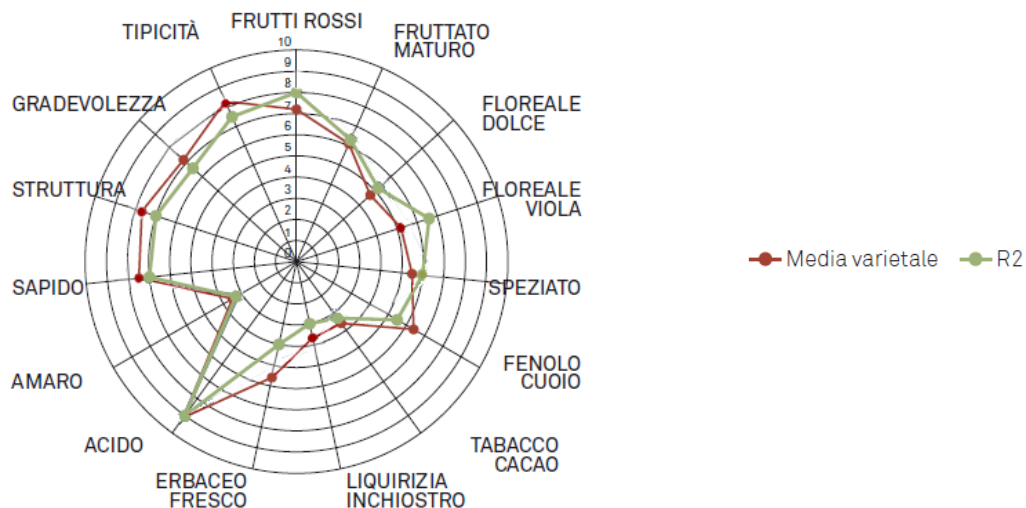 FRUTTI ROSSI
FRUTTATO
MATURO
FLOREALE
DOLCE
FLOREALE
VIOLA
SPEZIATO
FENOLO
CUOIO
TABACCO
CACAO
LIQUIRIZIA
INCHIOSTRO
ERBACEO
FRESCO
ACIDO
AMARO
SAPIDO
STRUTTURA
GRADEVOLEZZA
TIPICITÀ
10
9
8
7
6
5
4
3
2
1
0
Media varietale
R2